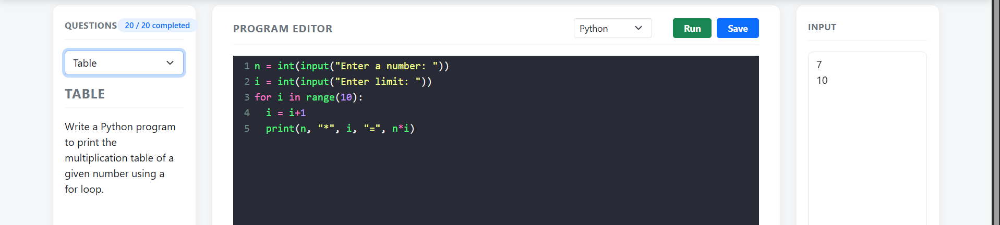 QUESTIONS 20 / 20 completed
Table
TABLE
Write a Python program
to print the
multiplication table of a
given number using a
for loop.
PROGRAM EDITOR
Python
Run
Save
1 n = int(input("Enter a number: "))
2 i = int(input("Enter limit: "))
3 for i in range(10):
4   i = i+1
5   print(n, "*", i, "=", n*i)
INPUT
7
10